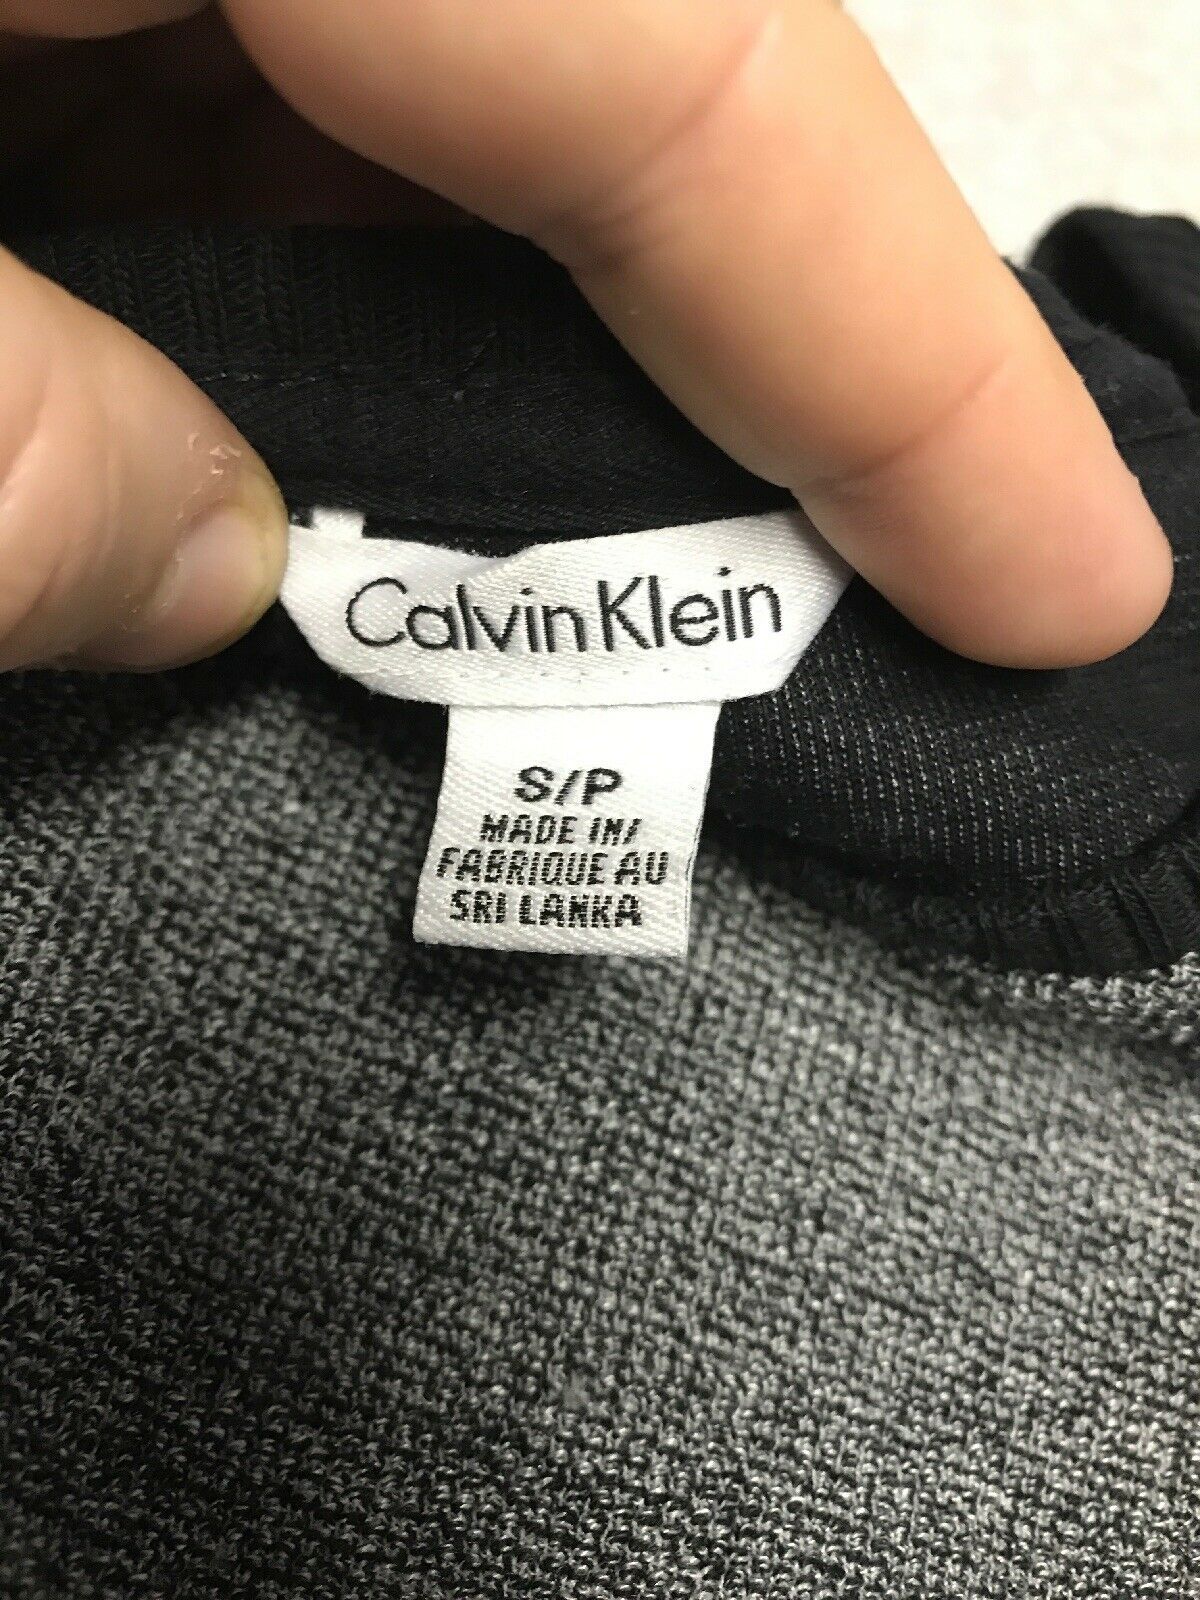 Calvin Klein
S/P
MADE IN/
FABRIQUE AU
SRI LANKA